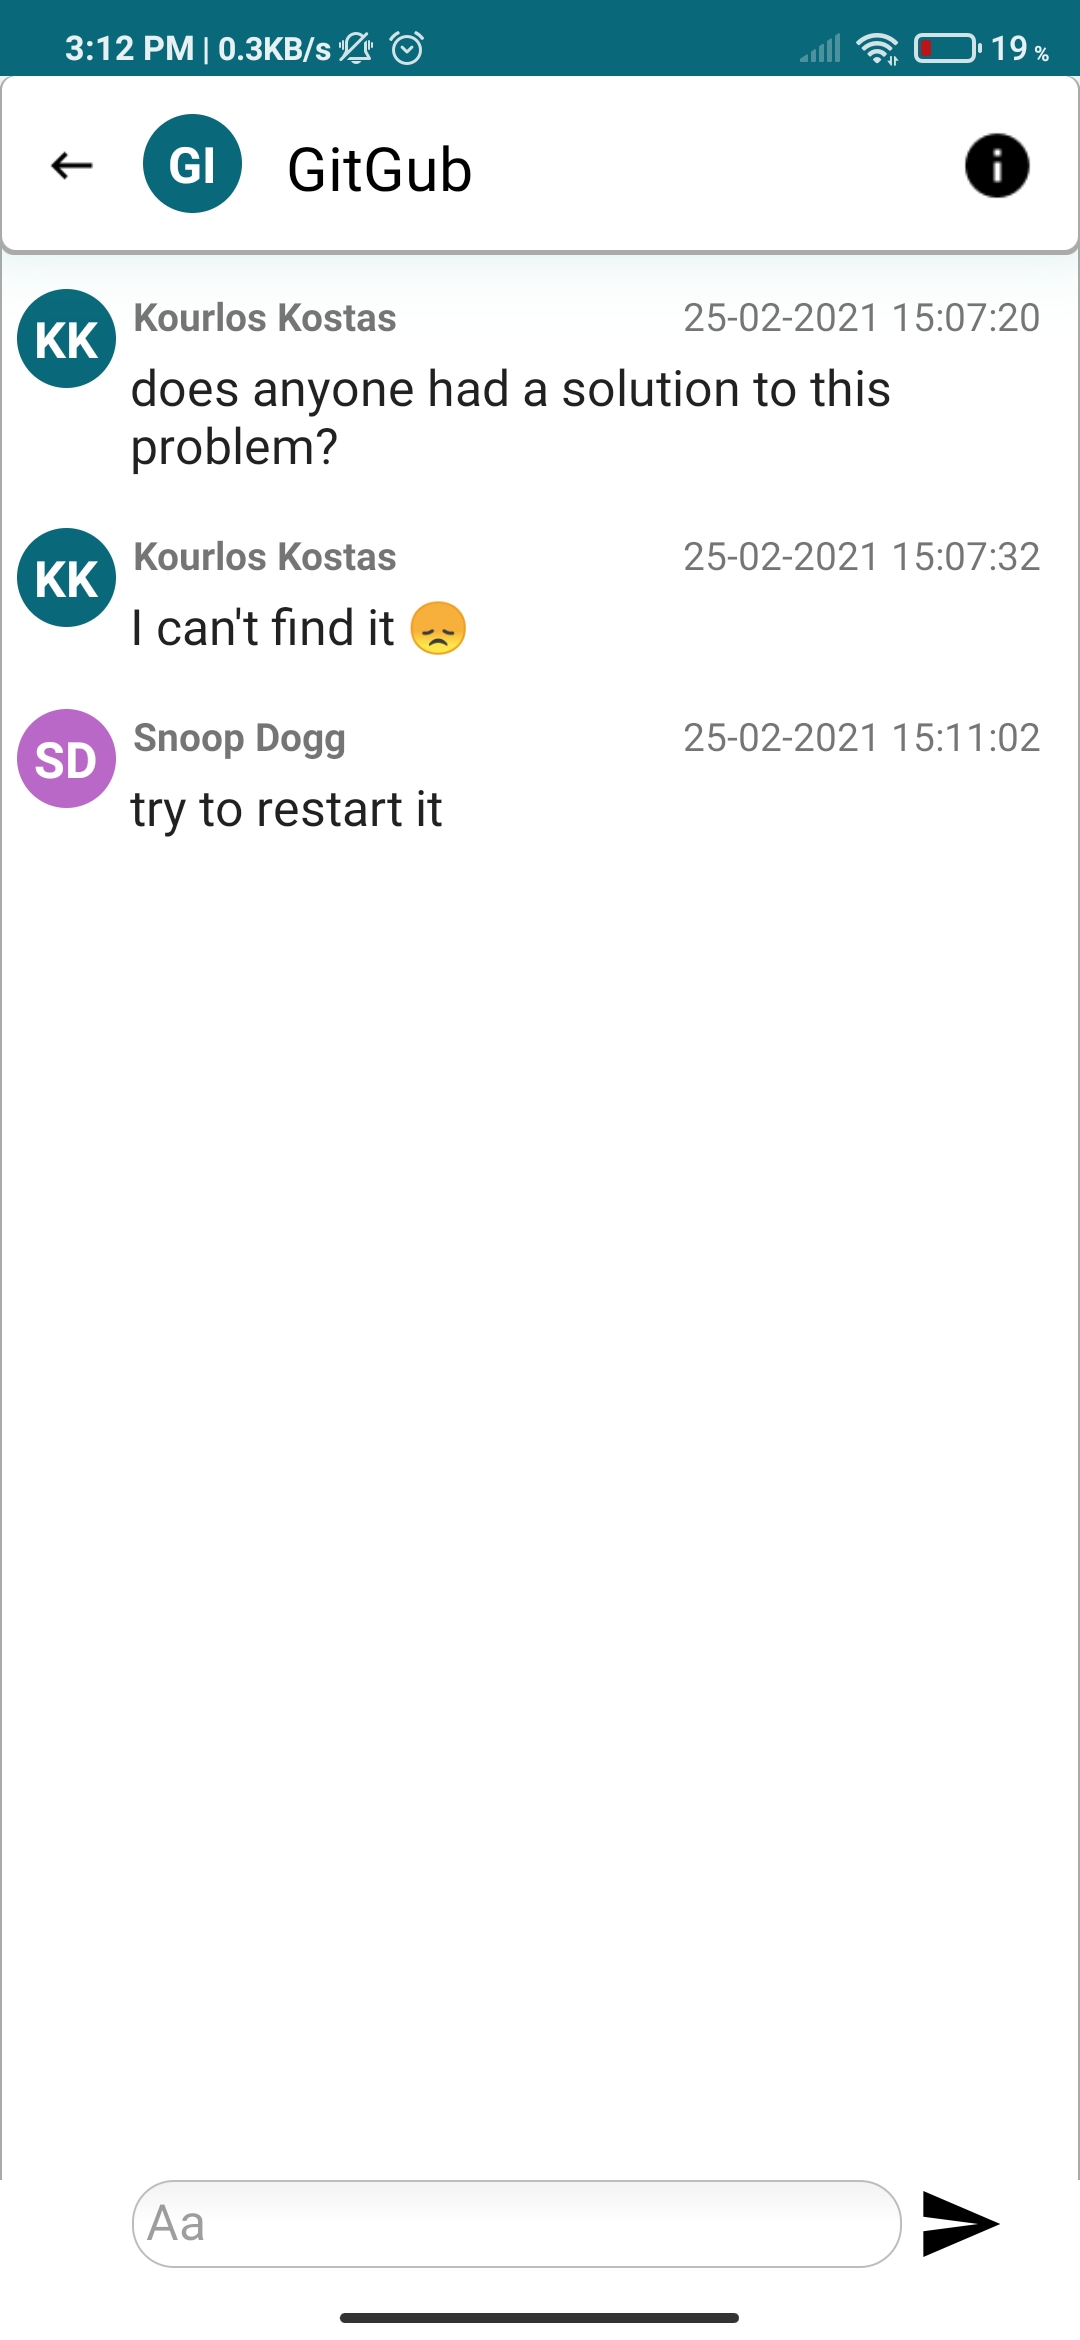 3:12 PM | 0.3KB/s 19 %
GI GitGub
KK Kourlos Kostas 25-02-2021 15:07:20
does anyone had a solution to this
problem?
KK Kourlos Kostas 25-02-2021 15:07:32
I can't find it 😞
SD Snoop Dogg 25-02-2021 15:11:02
try to restart it
Aa